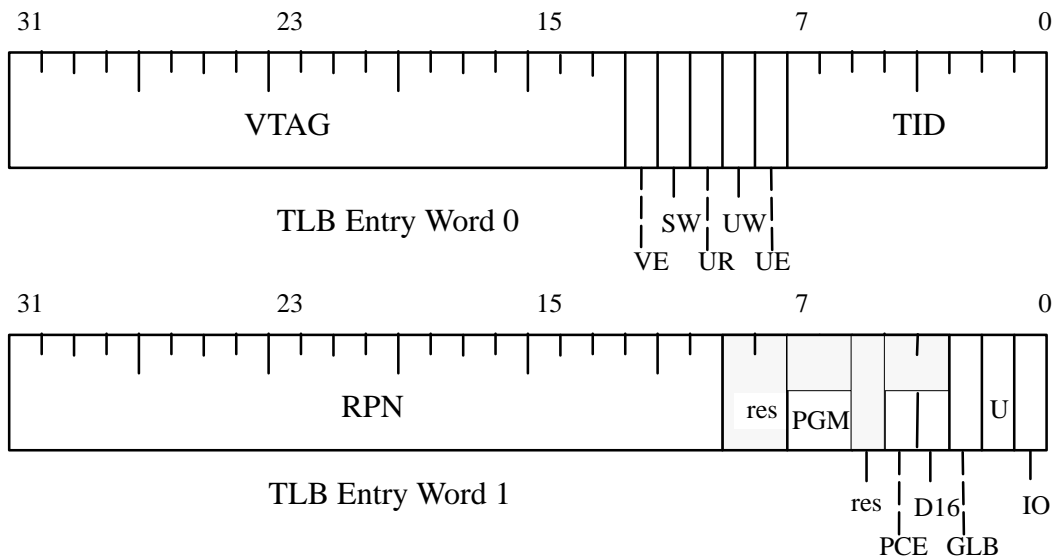 31 23 15 7 0
VTAG TID
TLB Entry Word 0
SW UW
VE UR UE
31 23 15 7 0
RPN res PGM U
TLB Entry Word 1
res D16 IO
PCE GLB